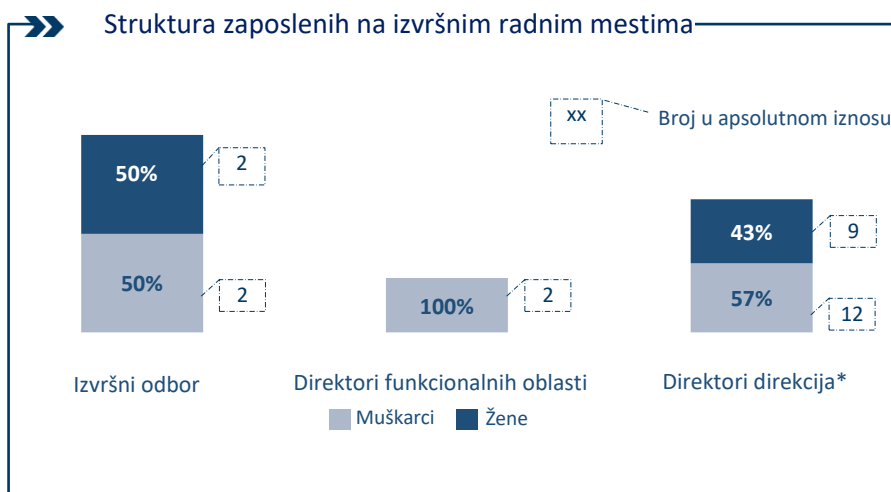 Struktura zaposlenih na izvršnim radnim mestima
xx
Broj u apsolutnom iznosu
50%
2
50%
2
100%
2
43%
9
57%
12
Izvršni odbor
Direktori funkcionalnih oblasti
Direktori direkcija*
Muškarci
Žene